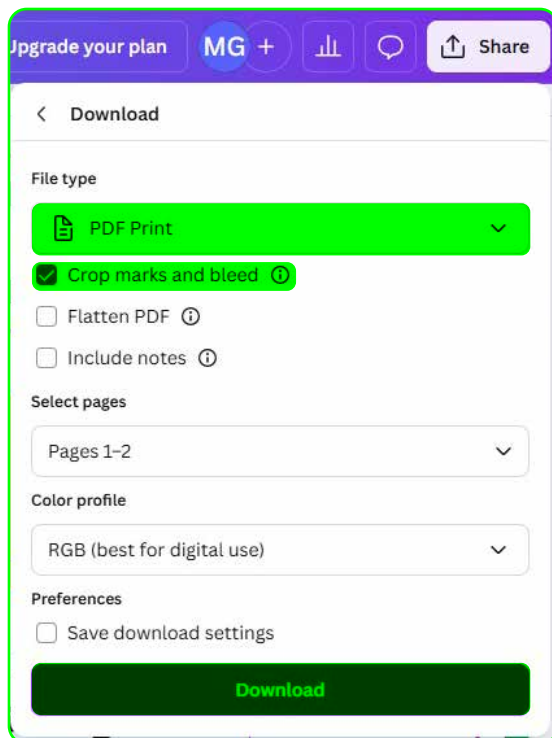 Upgrade your plan MG + Share
Download
File type
PDF Print
Crop marks and bleed
Flatten PDF
Include notes
Select pages
Pages 1–2
Color profile
RGB (best for digital use)
Preferences
Save download settings
Download